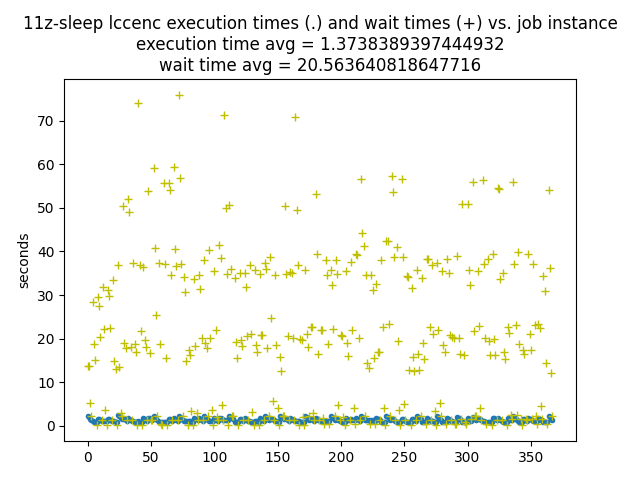 11z-sleep lccenc execution times (.) and wait times (+) vs. job instance
execution time avg = 1.3738389397444932
wait time avg = 20.563640818647716
seconds
70
60
50
40
30
20
10
0
0 50 100 150 200 250 300 350